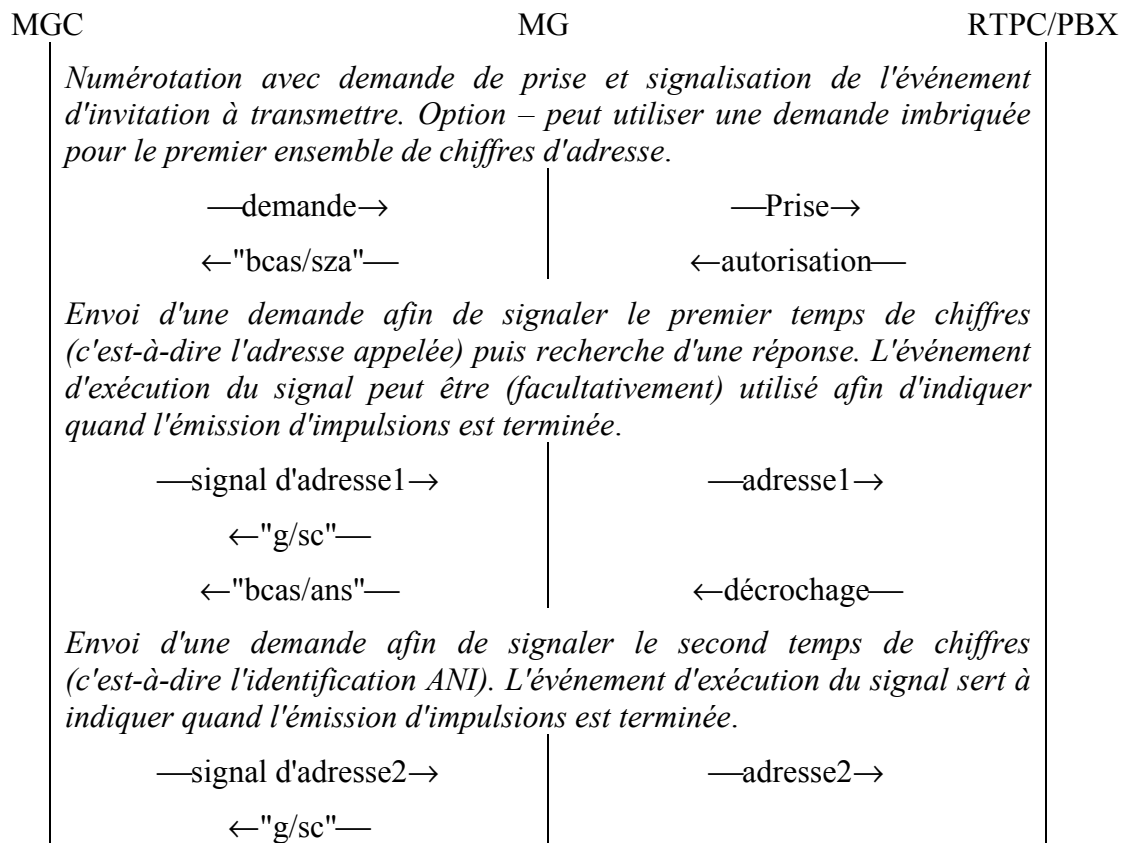 MGC MG RTPC/PBX
Numérotation avec demande de prise et signalisation de l'événement
d'invitation à transmettre. Option – peut utiliser une demande imbriquée
pour le premier ensemble de chiffres d'adresse.
—demande→ —Prise→
←"bcas/sza"— ←autorisation—
Envoi d'une demande afin de signaler le premier temps de chiffres
(c'est-à-dire l'adresse appelée) puis recherche d'une réponse. L'événement
d'exécution du signal peut être (facultativement) utilisé afin d'indiquer
quand l'émission d'impulsions est terminée.
—signal d'adresse1→ —adresse1→
←"g/sc"—
←"bcas/ans"— ←décrochage—
Envoi d'une demande afin de signaler le second temps de chiffres
(c'est-à-dire l'identification ANI). L'événement d'exécution du signal sert à
indiquer quand l'émission d'impulsions est terminée.
—signal d'adresse2→ —adresse2→
←"g/sc"—